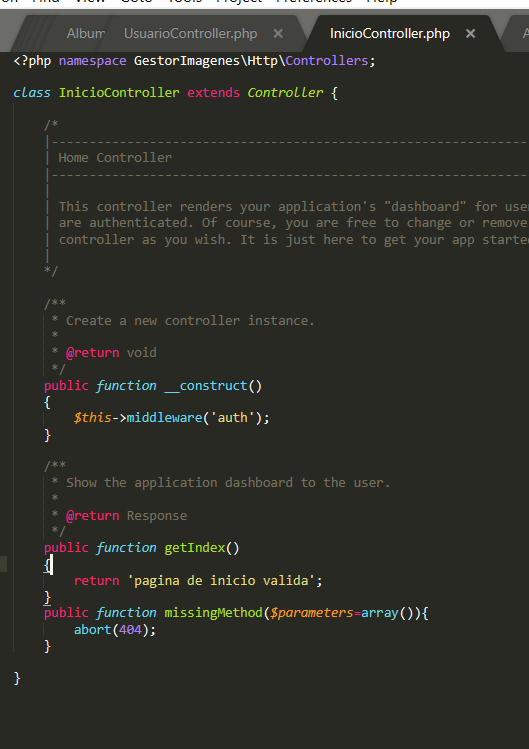 Goto Tools Project Preferences Help
Album UsuarioController.php × InicioController.php × A
<?php namespace GestorImagenes\Http\Controllers;
class InicioController extends Controller {
/*
|---------------------------------------------------------------
| Home Controller
|---------------------------------------------------------------
|
| This controller renders your application's "dashboard" for use
| are authenticated. Of course, you are free to change or remove
| controller as you wish. It is just here to get your app starte
|
*/
/**
* Create a new controller instance.
*
* @return void
*/
public function __construct()
{
$this->middleware('auth');
}
/**
* Show the application dashboard to the user.
*
* @return Response
*/
public function getIndex()
{
return 'pagina de inicio valida';
}
public function missingMethod($parameters=array()){
abort(404);
}
}